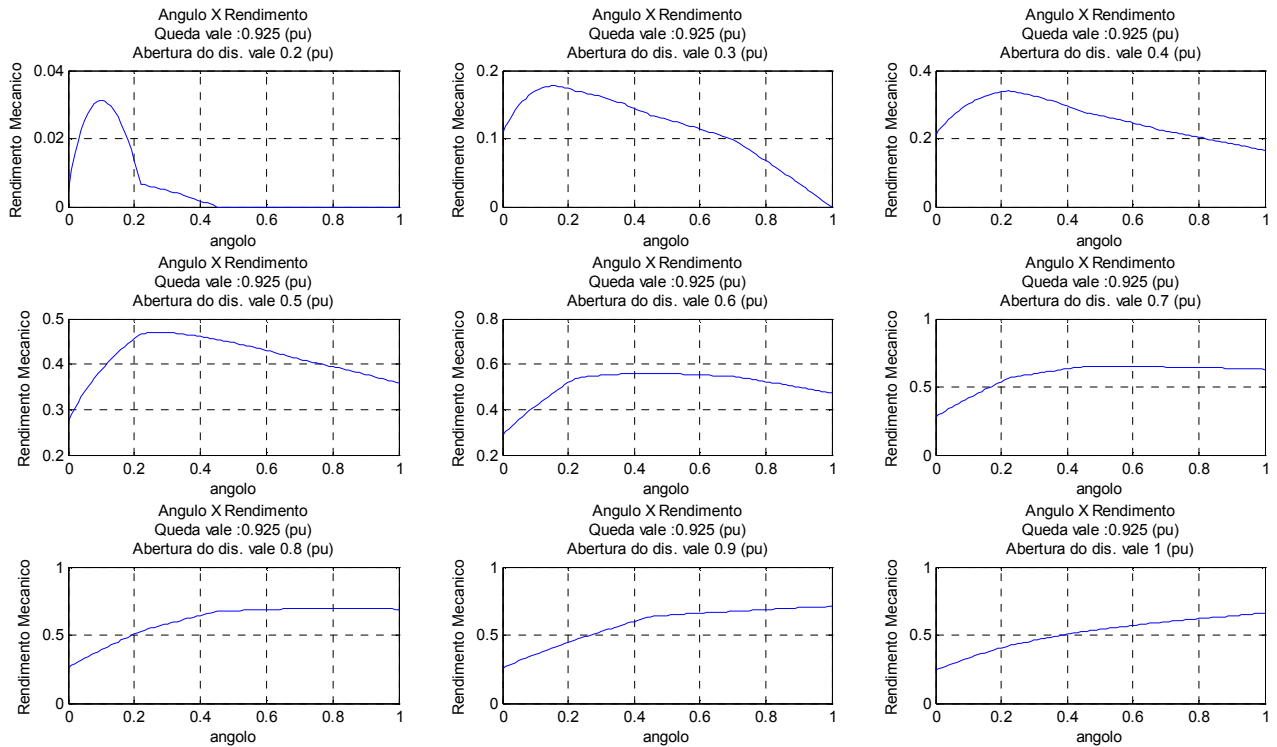 Angulo X Rendimento
Queda vale :0.925 (pu)
Abertura do dis. vale 0.2 (pu)
Rendimento Mecanico
0.04
0.02
0
0 0.2 0.4 0.6 0.8 1
angolo
Angulo X Rendimento
Queda vale :0.925 (pu)
Abertura do dis. vale 0.3 (pu)
Rendimento Mecanico
0.2
0.1
0
0 0.2 0.4 0.6 0.8 1
angolo
Angulo X Rendimento
Queda vale :0.925 (pu)
Abertura do dis. vale 0.4 (pu)
Rendimento Mecanico
0.4
0.2
0
0 0.2 0.4 0.6 0.8 1
angolo
Angulo X Rendimento
Queda vale :0.925 (pu)
Abertura do dis. vale 0.5 (pu)
Rendimento Mecanico
0.5
0.4
0.3
0.2
0 0.2 0.4 0.6 0.8 1
angolo
Angulo X Rendimento
Queda vale :0.925 (pu)
Abertura do dis. vale 0.6 (pu)
Rendimento Mecanico
0.8
0.6
0.4
0.2
0 0.2 0.4 0.6 0.8 1
angolo
Angulo X Rendimento
Queda vale :0.925 (pu)
Abertura do dis. vale 0.7 (pu)
Rendimento Mecanico
1
0.5
0
0 0.2 0.4 0.6 0.8 1
angolo
Angulo X Rendimento
Queda vale :0.925 (pu)
Abertura do dis. vale 0.8 (pu)
Rendimento Mecanico
1
0.5
0
0 0.2 0.4 0.6 0.8 1
angolo
Angulo X Rendimento
Queda vale :0.925 (pu)
Abertura do dis. vale 0.9 (pu)
Rendimento Mecanico
1
0.5
0
0 0.2 0.4 0.6 0.8 1
angolo
Angulo X Rendimento
Queda vale :0.925 (pu)
Abertura do dis. vale 1 (pu)
Rendimento Mecanico
1
0.5
0
0 0.2 0.4 0.6 0.8 1
angolo